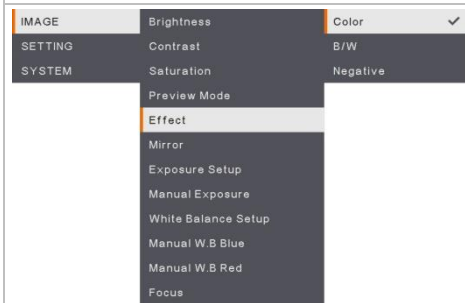 IMAGE
SETTING
SYSTEM
Brightness
Contrast
Saturation
Preview Mode
Effect
Mirror
Exposure Setup
Manual Exposure
White Balance Setup
Manual W.B Blue
Manual W.B Red
Focus
Color
B/W
Negative